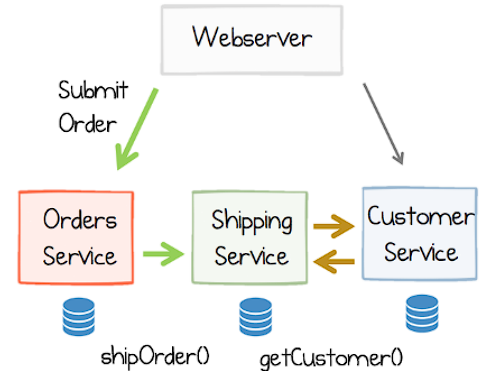 Webserver
Submit
Order
Orders
Service
Shipping
Service
Customer
Service
shipOrder()
getCustomer()